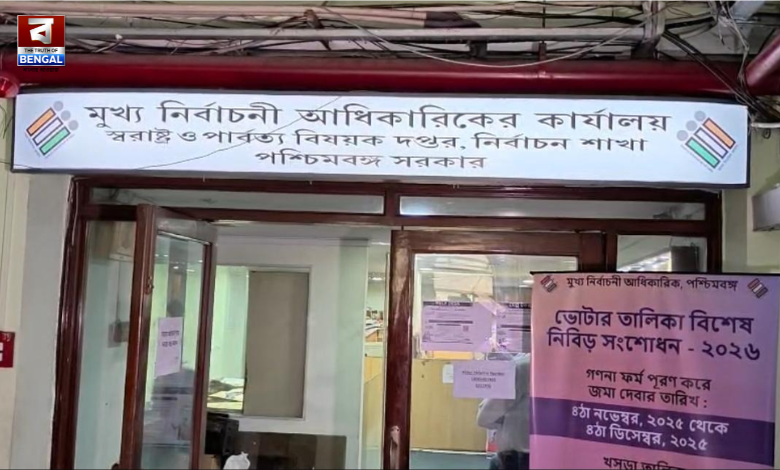 ব
THE TRUTH OF
BENGAL
মুখ্য নির্বাচনী আধিকারিকের কার্যালয়
স্বরাষ্ট্র ও পার্বত্য বিষয়ক দপ্তর, নির্বাচন শাখা
পশ্চিমবঙ্গ সরকার
মুখ্য নির্বাচনী আধিকারিক, পশ্চিমবঙ্গ
ভোটার তালিকা বিশেষ
নিবিড় সংশোধন - ২০২৬
গণনা ফর্ম পূরণ করে
জমা দেবার তারিখ :
৪ঠা নভেম্বর, ২০২৫ থেকে
৪ঠা ডিসেম্বর, ২০২৫